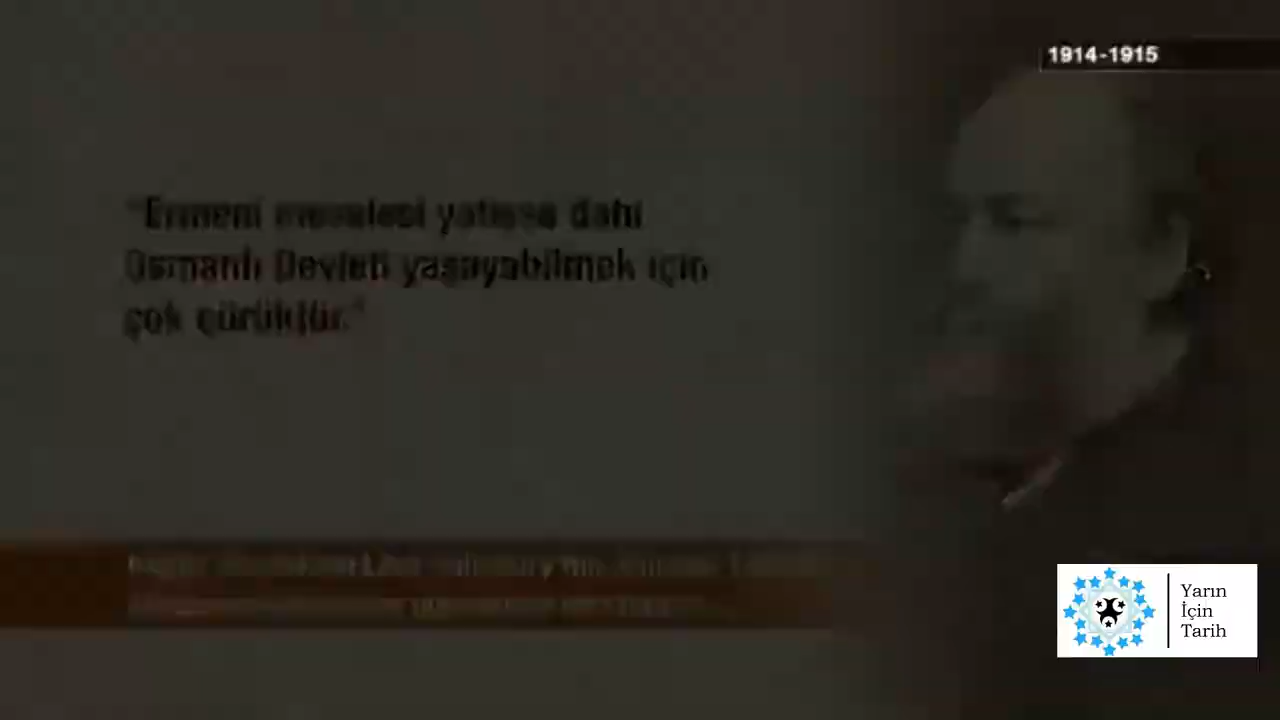 1914-1915
"Ermeni meselesi yatışsa dahi
Osmanlı Devleti yaşayabilmek için
çok çürüktür."
Yarın
İçin
Tarih